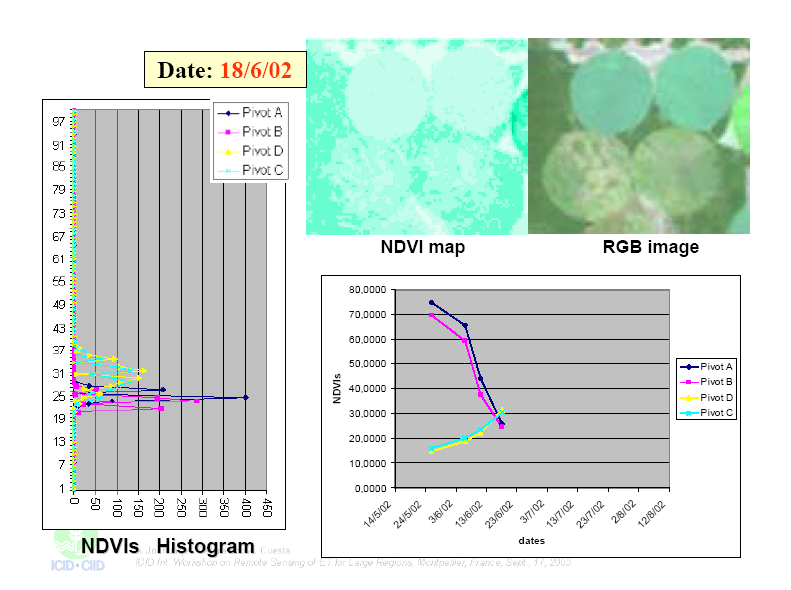 Date: 18/6/02
Pivot A
Pivot B
Pivot D
Pivot C
97
91
85
79
73
67
61
55
49
43
37
31
25
19
13
7
1
0 50 100 150 200 250 300 350 400 450
NDVIs Histogram
NDVI map
RGB image
80,0000
70,0000
60,0000
50,0000
40,0000
30,0000
20,0000
10,0000
0,0000
NDVIs
14/5/02 24/5/02 3/6/02 13/6/02 23/6/02 3/7/02 13/7/02 23/7/02 2/8/02 12/8/02
dates
Pivot A
Pivot B
Pivot D
Pivot C
Cuesta
ICID·CIID
ICID Int. Workshop on Remote Sensing of ET for Large Regions, Montpellier, France, Sept., 17, 2003